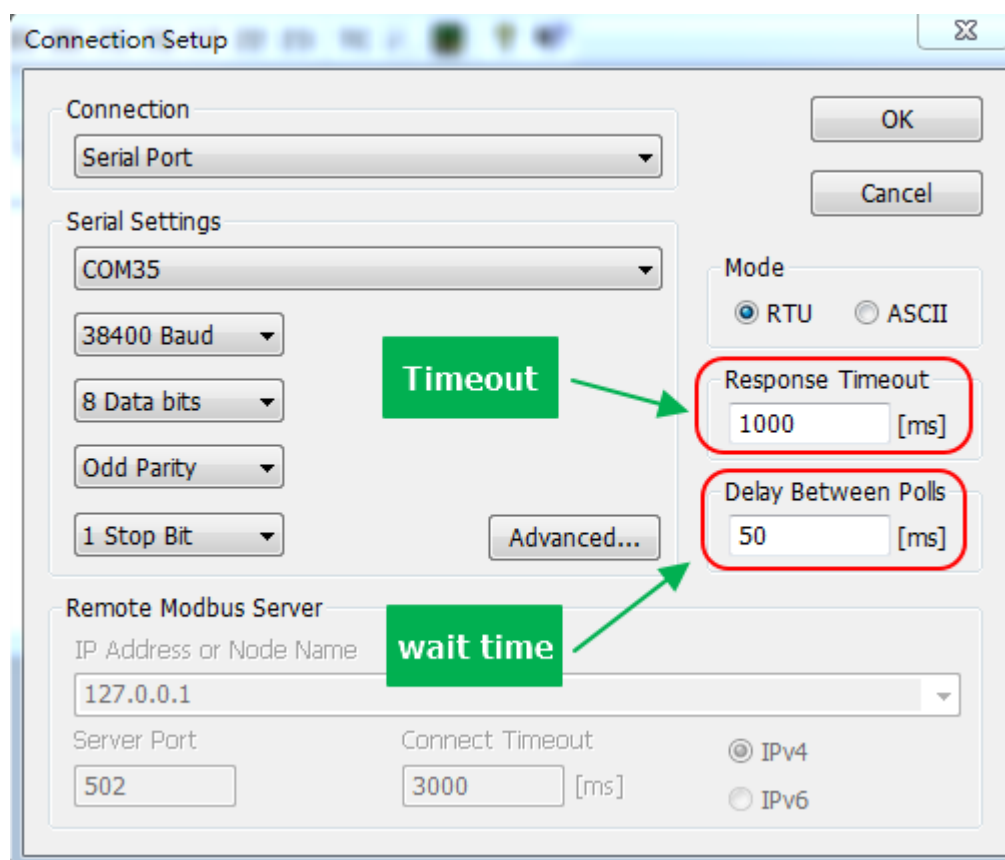 Connection Setup
Connection
Serial Port
OK
Cancel
Serial Settings
COM35
Mode
RTU
ASCII
38400 Baud
Timeout
Response Timeout
1000
[ms]
8 Data bits
Odd Parity
Delay Between Polls
50
[ms]
1 Stop Bit
Advanced...
Remote Modbus Server
wait time
IP Address or Node Name
127.0.0.1
Server Port
Connect Timeout
IPv4
502
3000
[ms]
IPv6